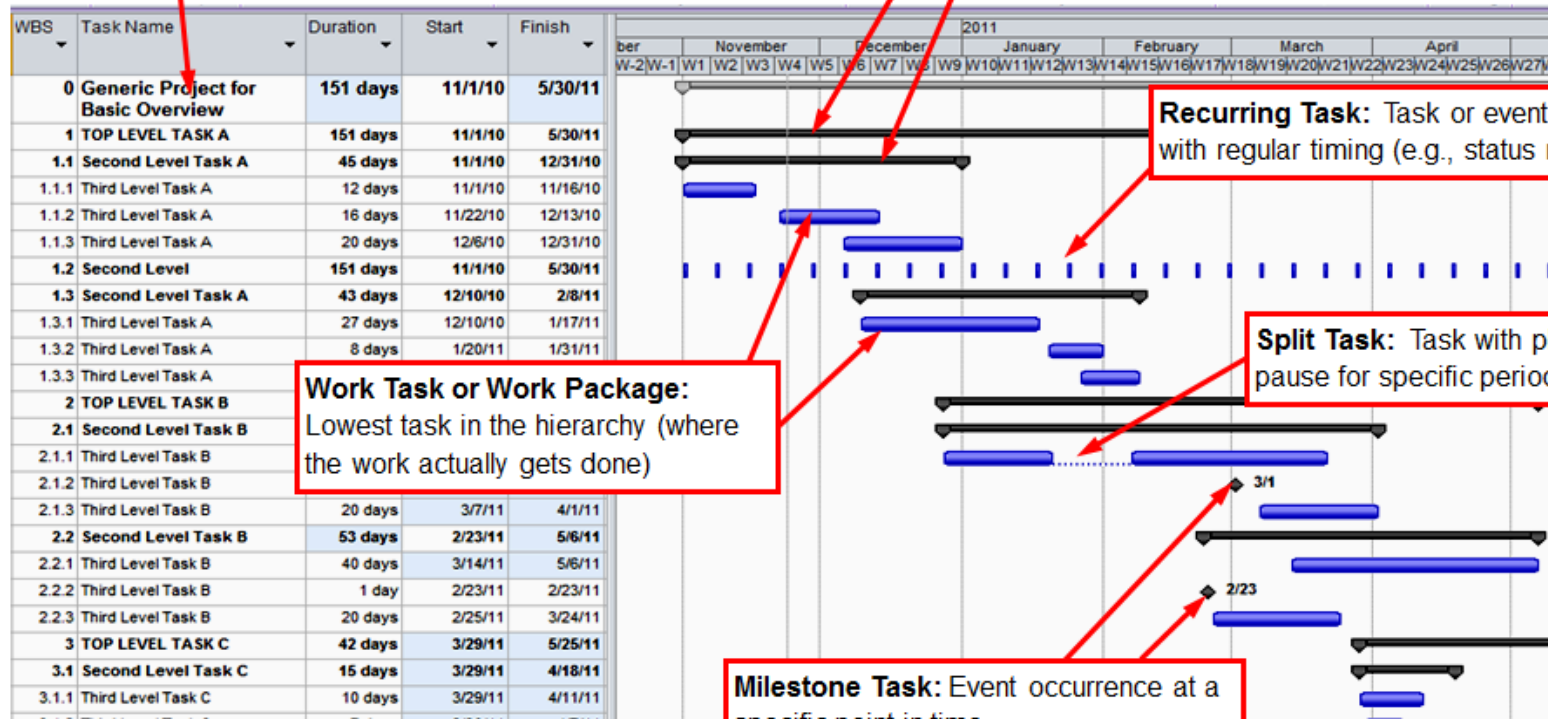 WBS Task Name Duration Start Finish
2011
ber November December January February March April
W-2 W-1 W1 W2 W3 W4 W5 W6 W7 W8 W9 W10 W11 W12 W13 W14 W15 W16 W17 W18 W19 W20 W21 W22 W23 W24 W25 W26 W27
0 Generic Project for 151 days 11/1/10 5/30/11
Basic Overview
1 TOP LEVEL TASK A 151 days 11/1/10 5/30/11
1.1 Second Level Task A 45 days 11/1/10 12/31/10
1.1.1 Third Level Task A 12 days 11/1/10 11/16/10
1.1.2 Third Level Task A 16 days 11/22/10 12/13/10
1.1.3 Third Level Task A 20 days 12/6/10 12/31/10
1.2 Second Level 151 days 11/1/10 5/30/11
1.3 Second Level Task A 43 days 12/10/10 2/8/11
1.3.1 Third Level Task A 27 days 12/10/10 1/17/11
1.3.2 Third Level Task A 8 days 1/20/11 1/31/11
1.3.3 Third Level Task A
2 TOP LEVEL TASK B
2.1 Second Level Task B
2.1.1 Third Level Task B
2.1.2 Third Level Task B
3/1
2.1.3 Third Level Task B 20 days 3/7/11 4/1/11
2.2 Second Level Task B 53 days 2/23/11 5/6/11
2.2.1 Third Level Task B 40 days 3/14/11 5/6/11
2.2.2 Third Level Task B 1 day 2/23/11 2/23/11
2/23
2.2.3 Third Level Task B 20 days 2/25/11 3/24/11
3 TOP LEVEL TASK C 42 days 3/29/11 5/25/11
3.1 Second Level Task C 15 days 3/29/11 4/18/11
3.1.1 Third Level Task C 10 days 3/29/11 4/11/11
Recurring Task: Task or event
with regular timing (e.g., status
Split Task: Task with p
pause for specific perio
Work Task or Work Package:
Lowest task in the hierarchy (where
the work actually gets done)
Milestone Task: Event occurrence at a
specific point in time